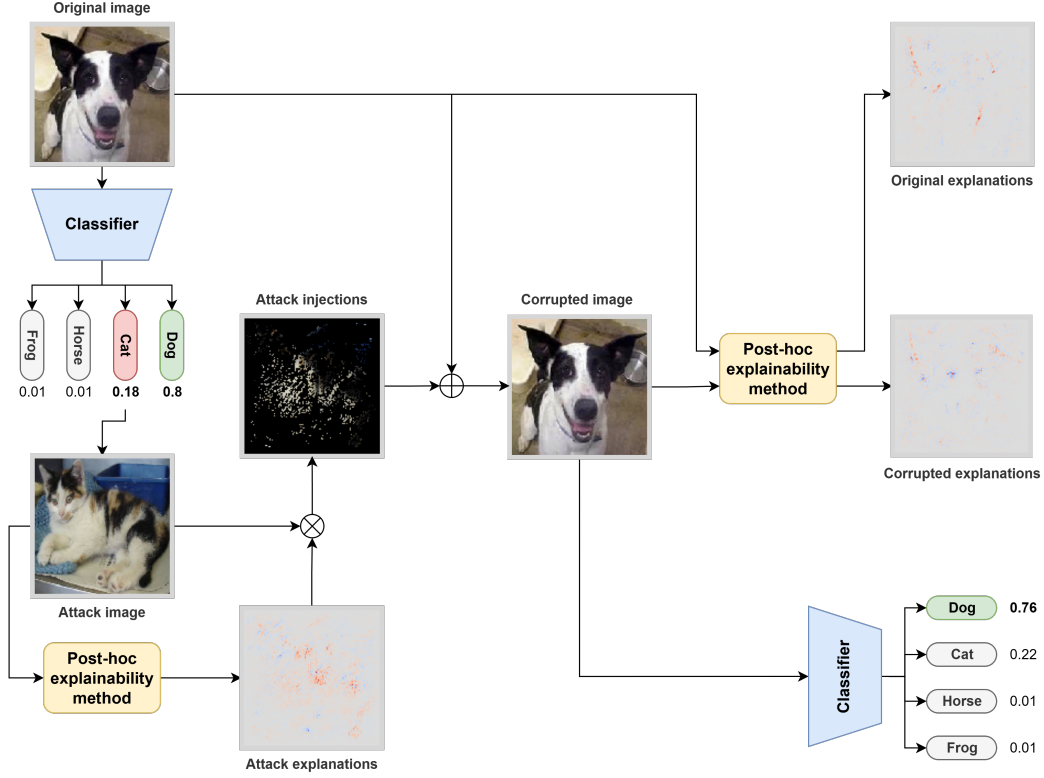 Original image
Classifier
Frog
Horse
Cat
Dog
0.01
0.01
0.18
0.8
Attack image
Post-hoc
explainability
method
Attack explanations
Attack injections
Corrupted image
Post-hoc
explainability
method
Original explanations
Corrupted explanations
Classifier
Dog
0.76
Cat
0.22
Horse
0.01
Frog
0.01